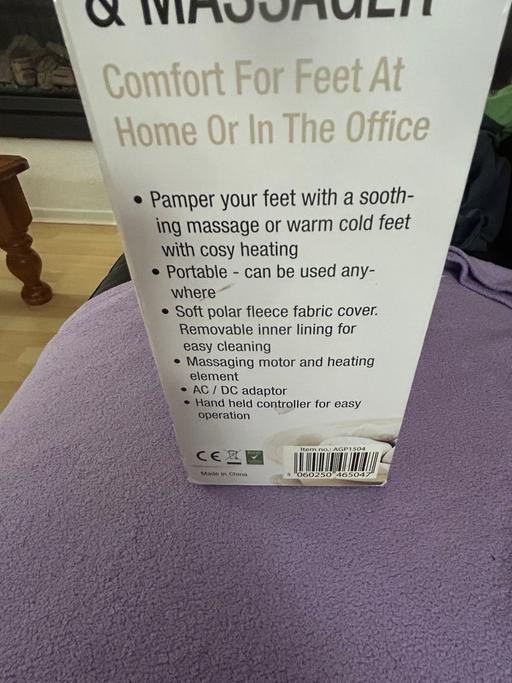 & MASSAGER
Comfort For Feet At
Home Or In The Office
• Pamper your feet with a sooth-
ing massage or warm cold feet
with cosy heating
• Portable - can be used any-
where
• Soft polar fleece fabric cover.
Removable inner lining for
easy cleaning
• Massaging motor and heating
element
• AC / DC adaptor
• Hand held controller for easy
operation
CE
Item no.: AGP1504
5 060250 465047
Made in China